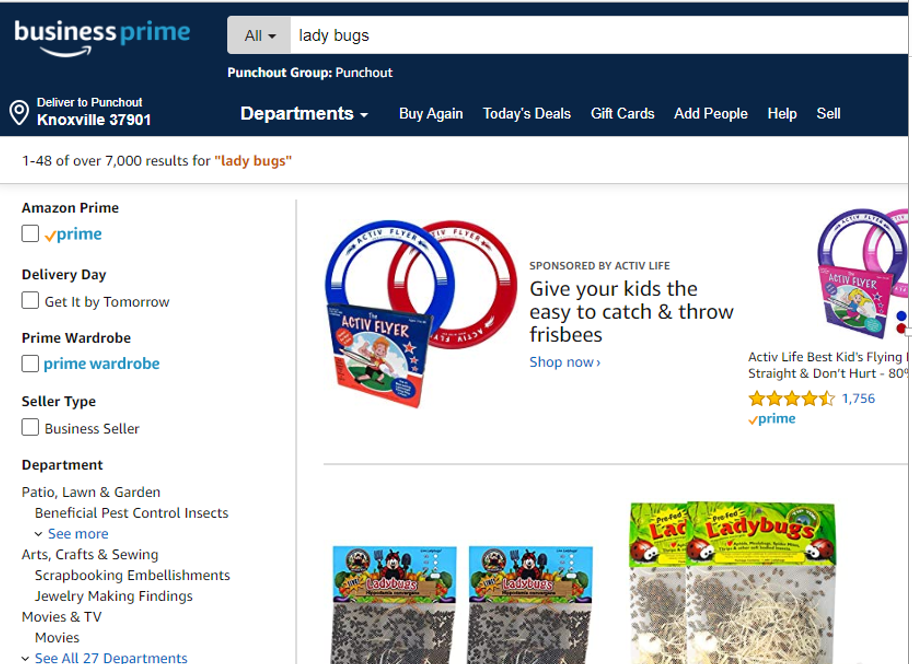 business prime
All
lady bugs
Punchout Group: Punchout
Deliver to Punchout
Knoxville 37901
Departments
Buy Again
Today's Deals
Gift Cards
Add People
Help
Sell
1-48 of over 7,000 results for "lady bugs"
Amazon Prime
prime
Delivery Day
Get It by Tomorrow
Prime Wardrobe
prime wardrobe
Seller Type
Business Seller
Department
Patio, Lawn & Garden
Beneficial Pest Control Insects
See more
Arts, Crafts & Sewing
Scrapbooking Embellishments
Jewelry Making Findings
Movies & TV
Movies
See All 27 Departments
ACTIV FLYER
ACTIV FLYER
The
ACTIV FLYER
SPONSORED BY ACTIV LIFE
Give your kids the
easy to catch & throw
frisbees
Shop now ›
The
ACTIV FLYER
Activ Life Best Kid's Flying
Straight & Don't Hurt - 80%
1,756
prime
Ladybugs
Ladybugs
Pre-Fed
Lad
Pre-Fed
Ladybugs